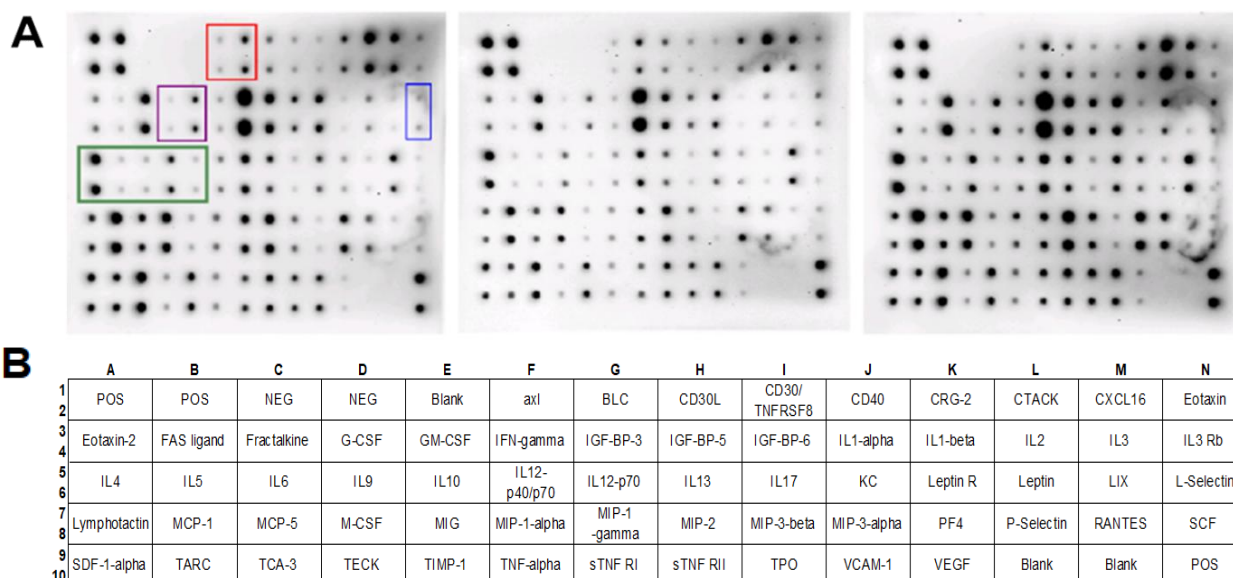 A
B
A B C D E F G H I J K L M N
1 2 POS POS NEG NEG Blank axl BLC CD30L CD30/ TNFRSF8 CD40 CRG-2 CTACK CXCL16 Eotaxin
3 4 Eotaxin-2 FAS ligand Fractalkine G-CSF GM-CSF IFN-gamma IGF-BP-3 IGF-BP-5 IGF-BP-6 IL1-alpha IL1-beta IL2 IL3 IL3 Rb
5 6 IL4 IL5 IL6 IL9 IL10 IL12- p40/p70 IL12-p70 IL13 IL17 KC Leptin R Leptin LIX L-Selectin
7 8 Lymphotactin MCP-1 MCP-5 M-CSF MIG MIP-1-alpha MIP-1 -gamma MIP-2 MIP-3-beta MIP-3-alpha PF4 P-Selectin RANTES SCF
9 10 SDF-1-alpha TARC TCA-3 TECK TIMP-1 TNF-alpha sTNF RI sTNF RII TPO VCAM-1 VEGF Blank Blank POS